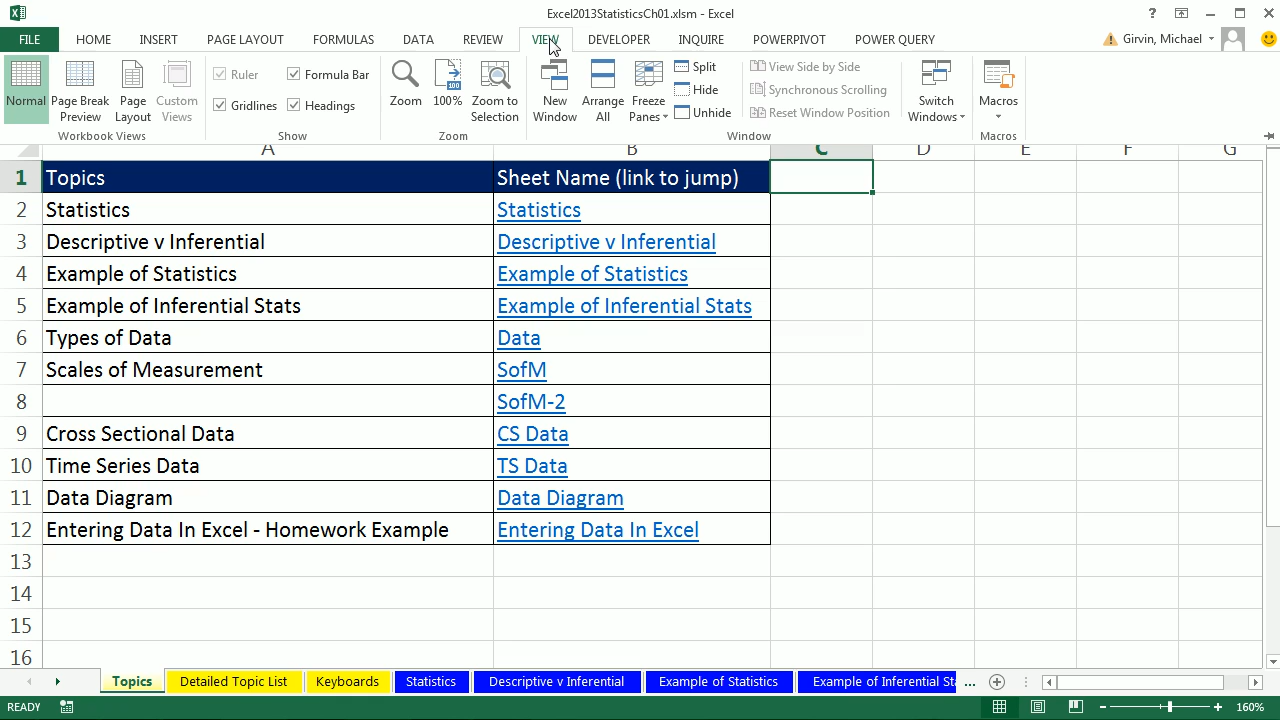 Excel2013StatisticsCh01.xlsm - Excel
FILE HOME INSERT PAGE LAYOUT FORMULAS DATA REVIEW VIEW DEVELOPER INQUIRE POWERPIVOT POWER QUERY Girvin, Michael
Normal Page Break Preview Page Layout Custom Views
Workbook Views
Ruler Formula Bar
Gridlines Headings
Show
Zoom 100% Zoom to Selection
Zoom
New Window Arrange All Freeze Panes
Split
Hide
Unhide
View Side by Side
Synchronous Scrolling
Reset Window Position
Switch Windows
Window
Macros
Macros
A B C D E F G
1 Topics Sheet Name (link to jump)
2 Statistics Statistics
3 Descriptive v Inferential Descriptive v Inferential
4 Example of Statistics Example of Statistics
5 Example of Inferential Stats Example of Inferential Stats
6 Types of Data Data
7 Scales of Measurement SofM
8 SofM-2
9 Cross Sectional Data CS Data
10 Time Series Data TS Data
11 Data Diagram Data Diagram
12 Entering Data In Excel - Homework Example Entering Data In Excel
13
14
15
16
Topics Detailed Topic List Keyboards Statistics Descriptive v Inferential Example of Statistics Example of Inferential Sta ...
READY 160%